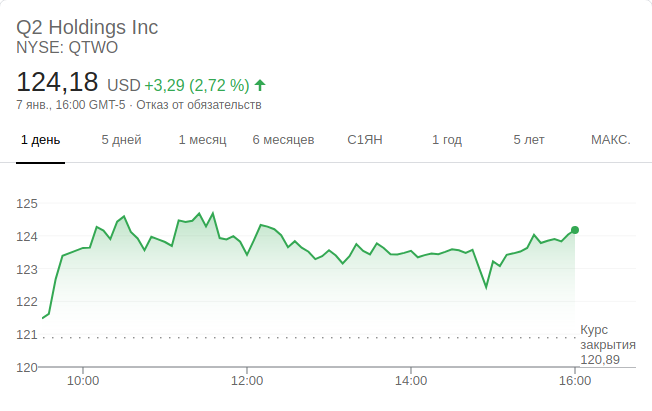 Q2 Holdings Inc
NYSE: QTWO
124,18 USD +3,29 (2,72 %)
7 янв., 16:00 GMT-5 · Отказ от обязательств
1 день 5 дней 1 месяц 6 месяцев С1ЯН 1 год 5 лет МАКС.
125
124
123
122
121
120
Курс
закрытия
120,89
10:00 12:00 14:00 16:00